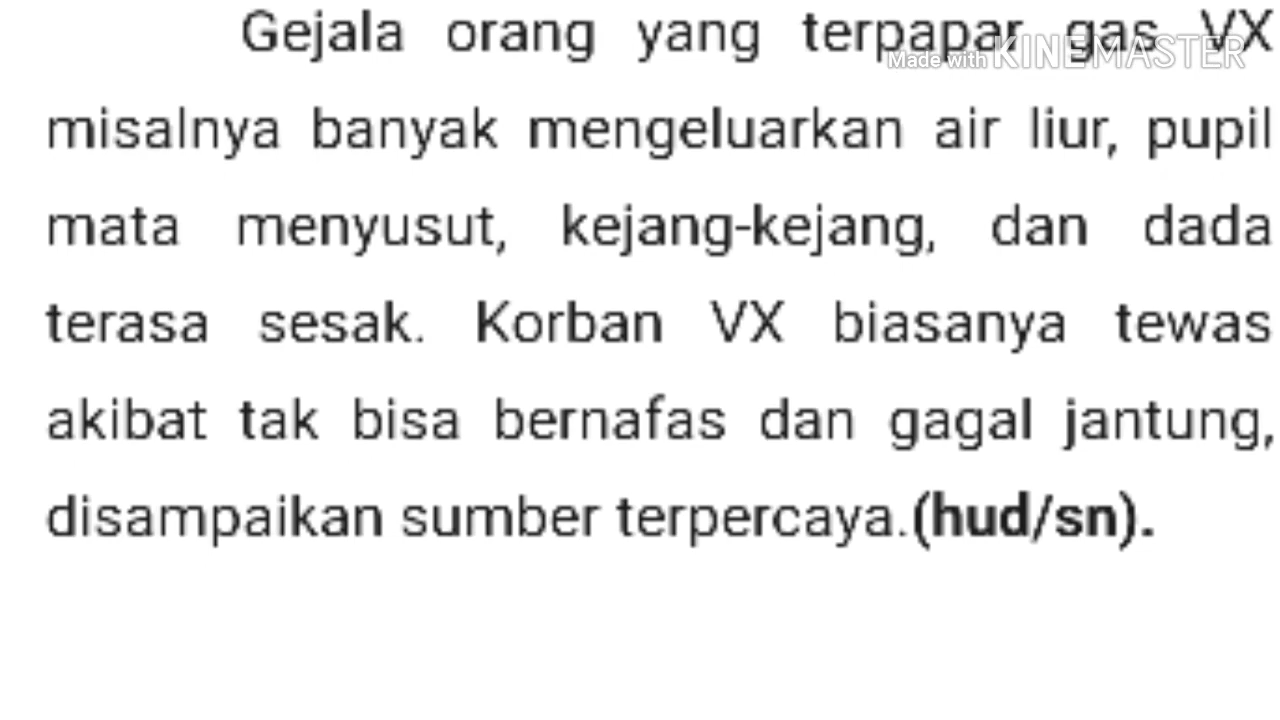 Gejala orang yang terpapar gas VX
Made with KINEMASTER
misalnya banyak mengeluarkan air liur, pupil
mata menyusut, kejang-kejang, dan dada
terasa sesak. Korban VX biasanya tewas
akibat tak bisa bernafas dan gagal jantung,
disampaikan sumber terpercaya.(hud/sn).